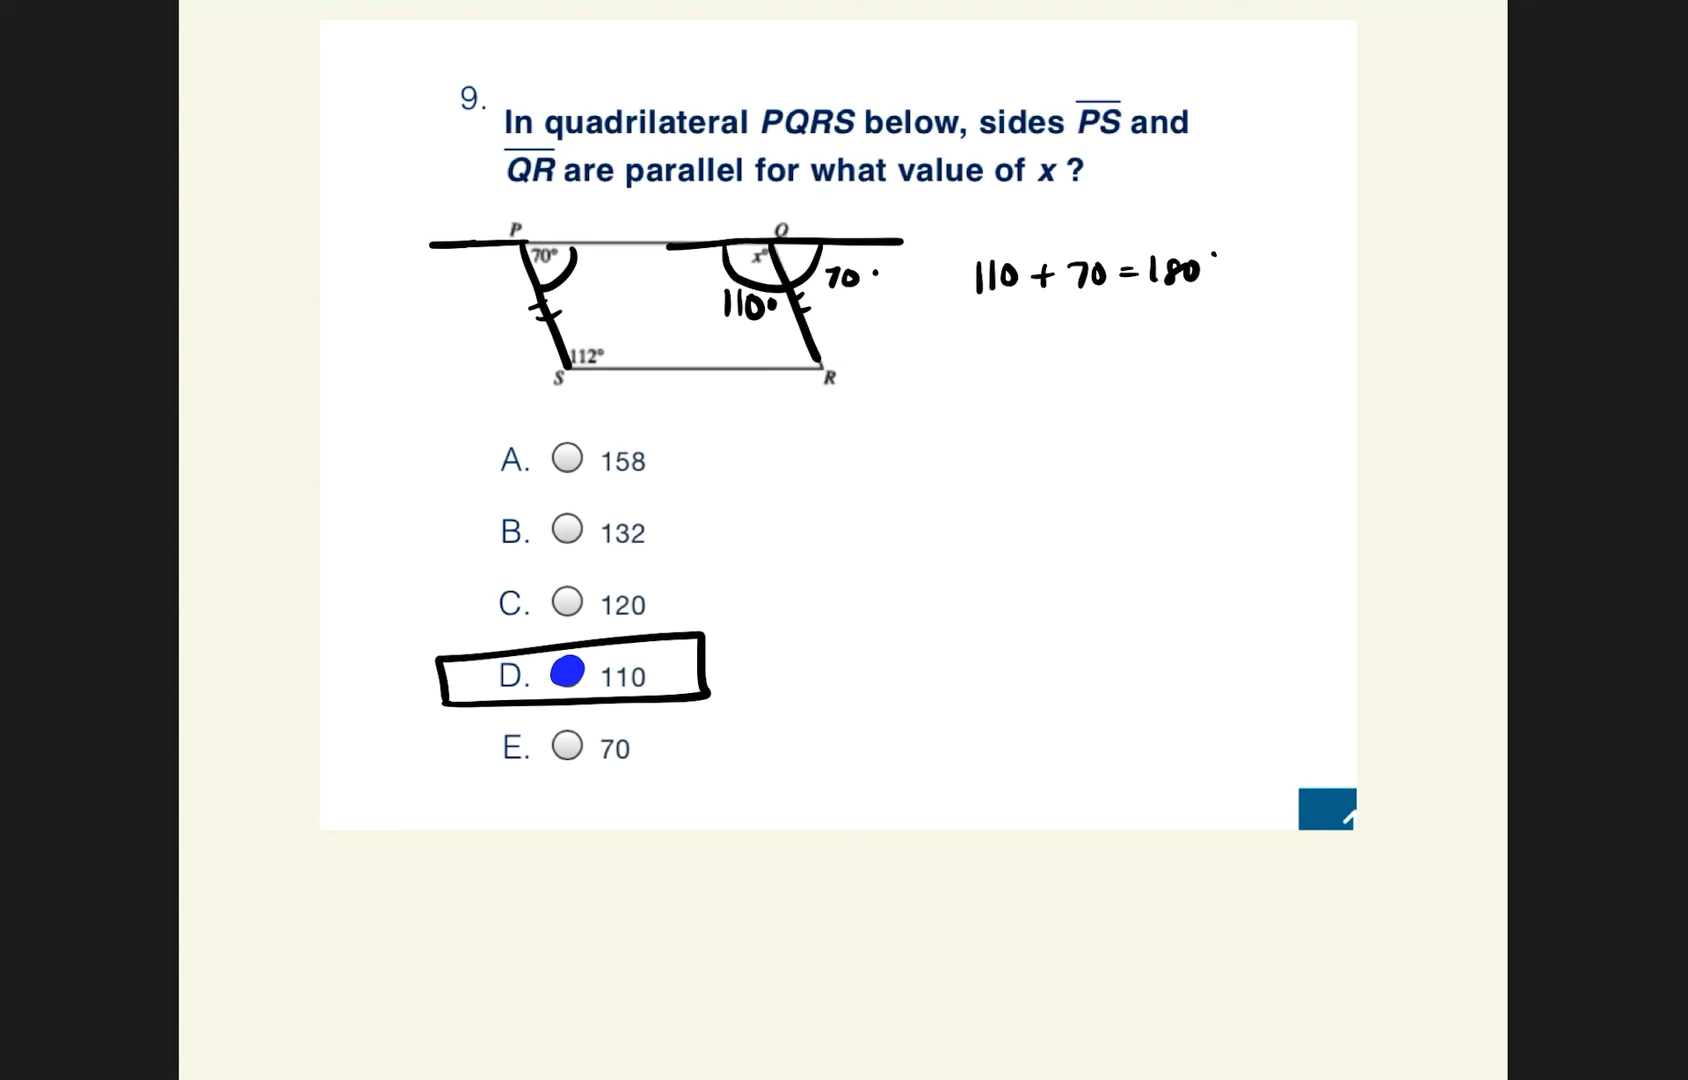 9.
In quadrilateral PQRS below, sides PS and
QR are parallel for what value of x ?
P
Q
70°
x°
70°
110 + 70 = 180°
110°
112°
S
R
A. 158
B. 132
C. 120
D. 110
E. 70